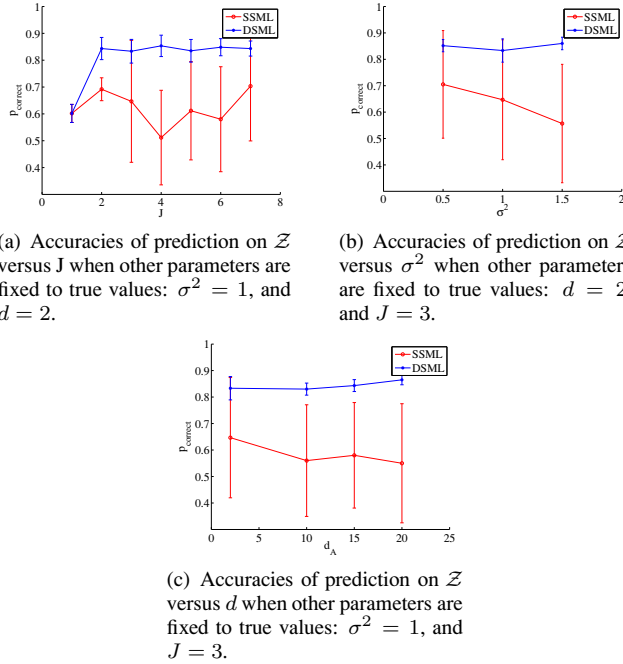 1
0.9
0.8
0.7
0.6
0.5
0.4
p_correct
0 2 4 6 8
J
SSML
DSML
1
0.9
0.8
0.7
0.6
0.5
0.4
p_correct
0 0.5 1 1.5 2
σ²
SSML
DSML
(a) Accuracies of prediction on 𝒵
versus J when other parameters are
fixed to true values: σ² = 1, and
d = 2.
(b) Accuracies of prediction on 𝒵
versus σ² when other parameter
are fixed to true values: d = 2
and J = 3.
1
0.9
0.8
0.7
0.6
0.5
0.4
p_correct
0 5 10 15 20 25
d_A
SSML
DSML
(c) Accuracies of prediction on 𝒵
versus d when other parameters are
fixed to true values: σ² = 1, and
J = 3.